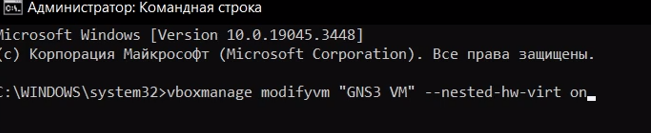 Администратор: Командная строка
Microsoft Windows [Version 10.0.19045.3448]
(c) Корпорация Майкрософт (Microsoft Corporation). Все права защищены.
C:\WINDOWS\system32>vboxmanage modifyvm "GNS3 VM" --nested-hw-virt on